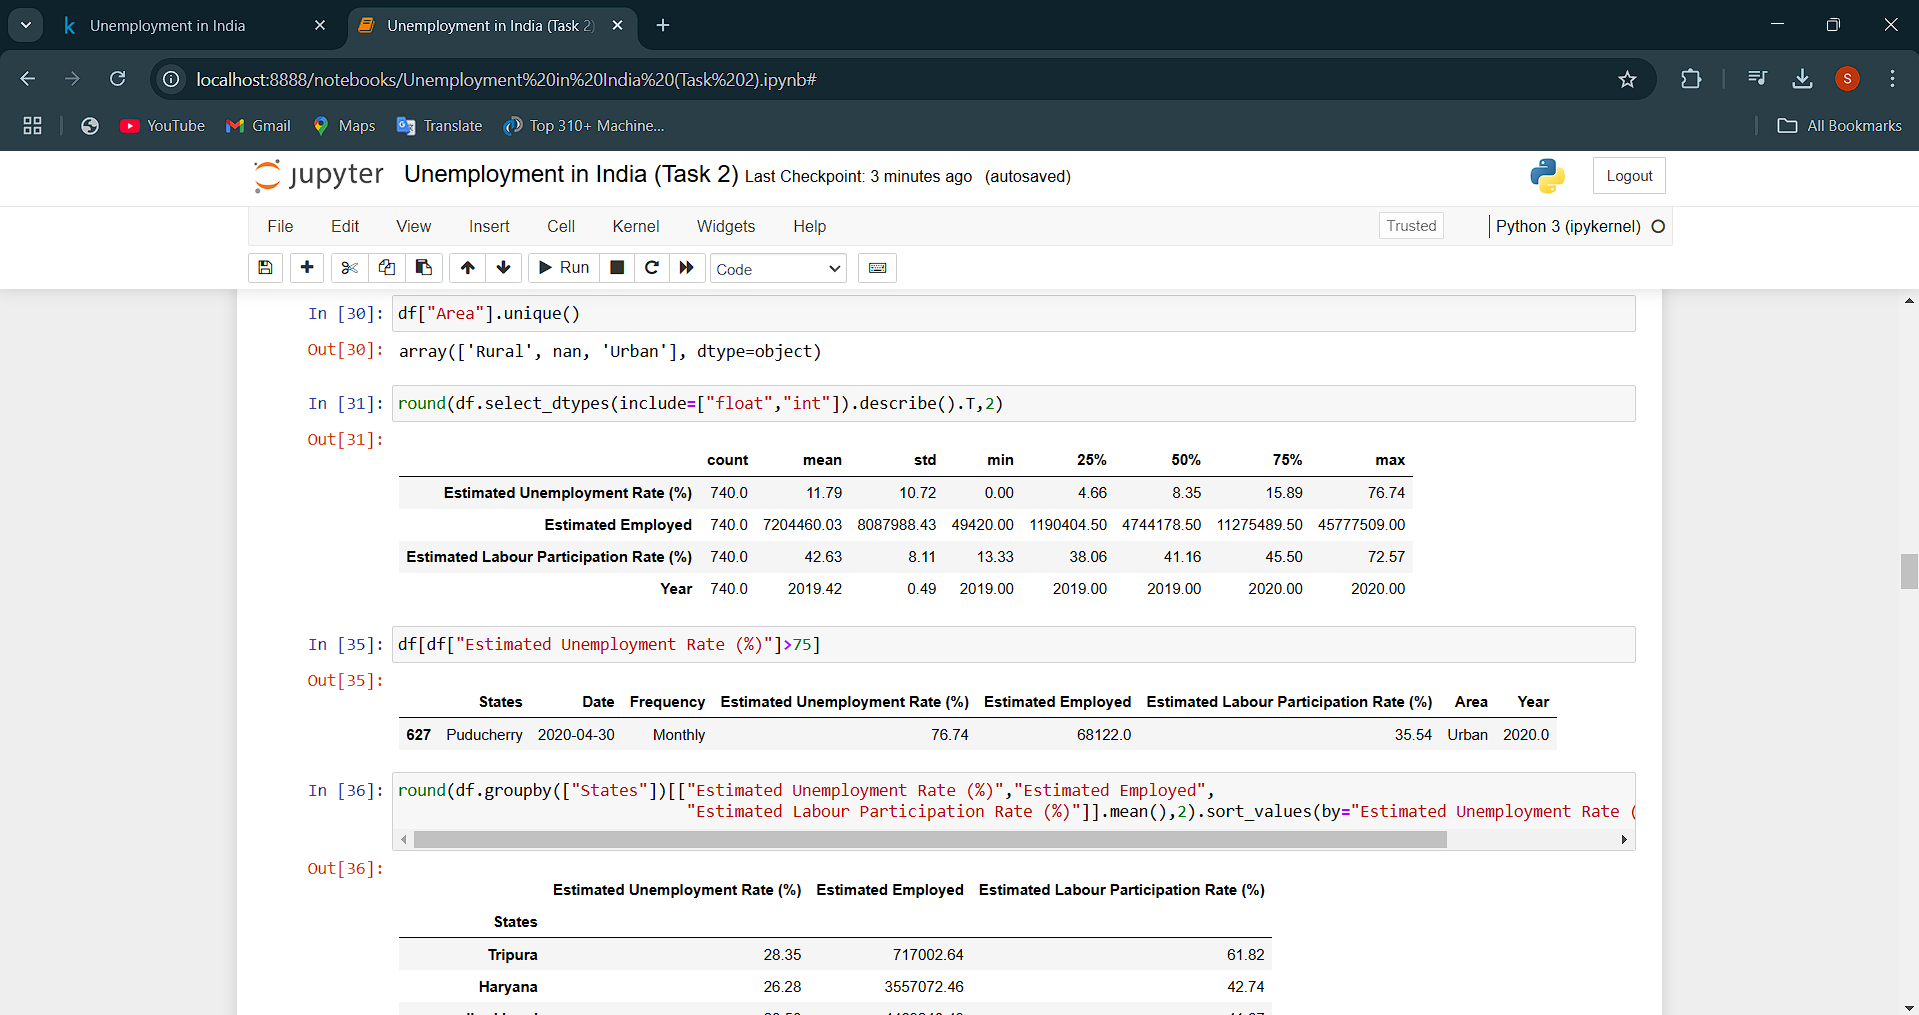 Unemployment in India
Unemployment in India (Task 2)
localhost:8888/notebooks/Unemployment%20in%20India%20(Task%202).ipynb#
S
YouTube Gmail Maps Translate Top 310+ Machine... All Bookmarks
jupyter Unemployment in India (Task 2) Last Checkpoint: 3 minutes ago (autosaved) Logout
File Edit View Insert Cell Kernel Widgets Help Trusted Python 3 (ipykernel)
Run Code
In [30]: df["Area"].unique()
Out[30]: array(['Rural', nan, 'Urban'], dtype=object)
In [31]: round(df.select_dtypes(include=["float","int"]).describe().T,2)
Out[31]:
count mean std min 25% 50% 75% max
Estimated Unemployment Rate (%) 740.0 11.79 10.72 0.00 4.66 8.35 15.89 76.74
Estimated Employed 740.0 7204460.03 8087988.43 49420.00 1190404.50 4744178.50 11275489.50 45777509.00
Estimated Labour Participation Rate (%) 740.0 42.63 8.11 13.33 38.06 41.16 45.50 72.57
Year 740.0 2019.42 0.49 2019.00 2019.00 2019.00 2020.00 2020.00
In [35]: df[df["Estimated Unemployment Rate (%)"]>75]
Out[35]:
States Date Frequency Estimated Unemployment Rate (%) Estimated Employed Estimated Labour Participation Rate (%) Area Year
627 Puducherry 2020-04-30 Monthly 76.74 68122.0 35.54 Urban 2020.0
In [36]: round(df.groupby(["States"])[["Estimated Unemployment Rate (%)","Estimated Employed",
"Estimated Labour Participation Rate (%)"]].mean(),2).sort_values(by="Estimated Unemployment Rate (
Out[36]:
Estimated Unemployment Rate (%) Estimated Employed Estimated Labour Participation Rate (%)
States
Tripura 28.35 717002.64 61.82
Haryana 26.28 3557072.46 42.74